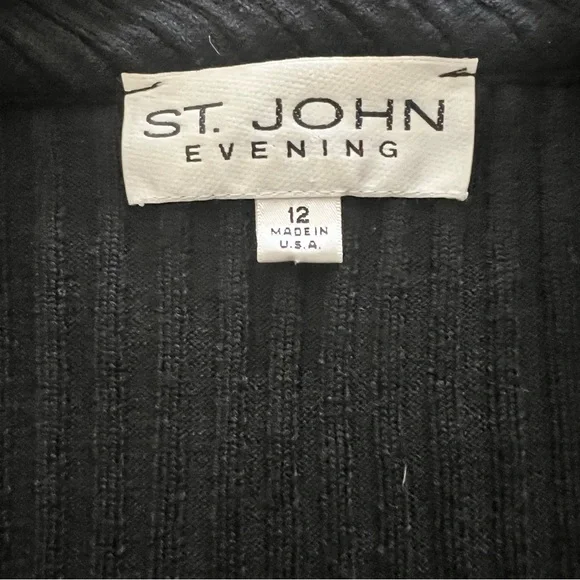 ST. JOHN
EVENING
12
MADE IN
U.S.A.